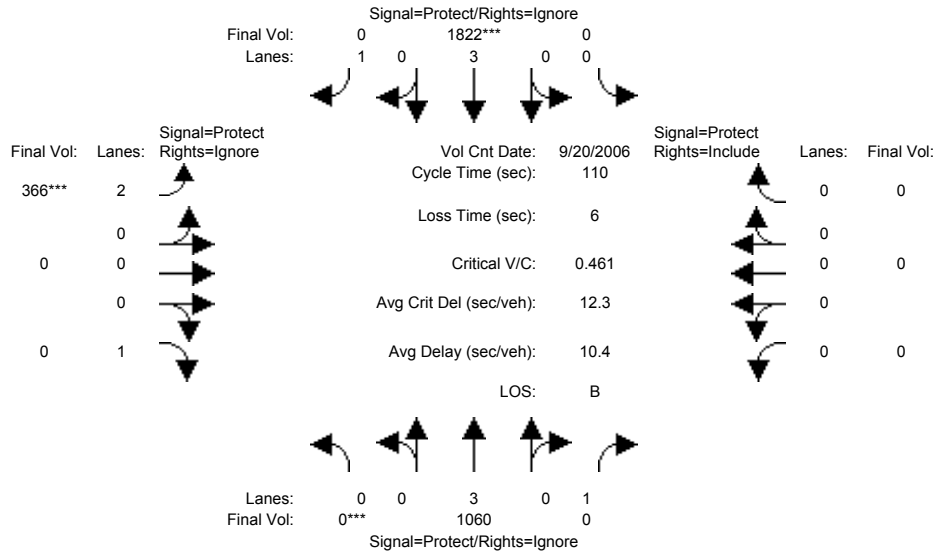 Signal=Protect/Rights=Ignore
Final Vol: 0 1822*** 0
Lanes: 1 0 3 0 0
Signal=Protect
Final Vol: Lanes: Rights=Ignore
Vol Cnt Date: 9/20/2006
Signal=Protect
Rights=Include Lanes: Final Vol:
Cycle Time (sec): 110
366*** 2
0 0
Loss Time (sec): 6
0
0
0 0
Critical V/C: 0.461
0 0
0
Avg Crit Del (sec/veh): 12.3
0
0 1
Avg Delay (sec/veh): 10.4
0 0
LOS: B
Lanes: 0 0 3 0 1
Final Vol: 0*** 1060 0
Signal=Protect/Rights=Ignore